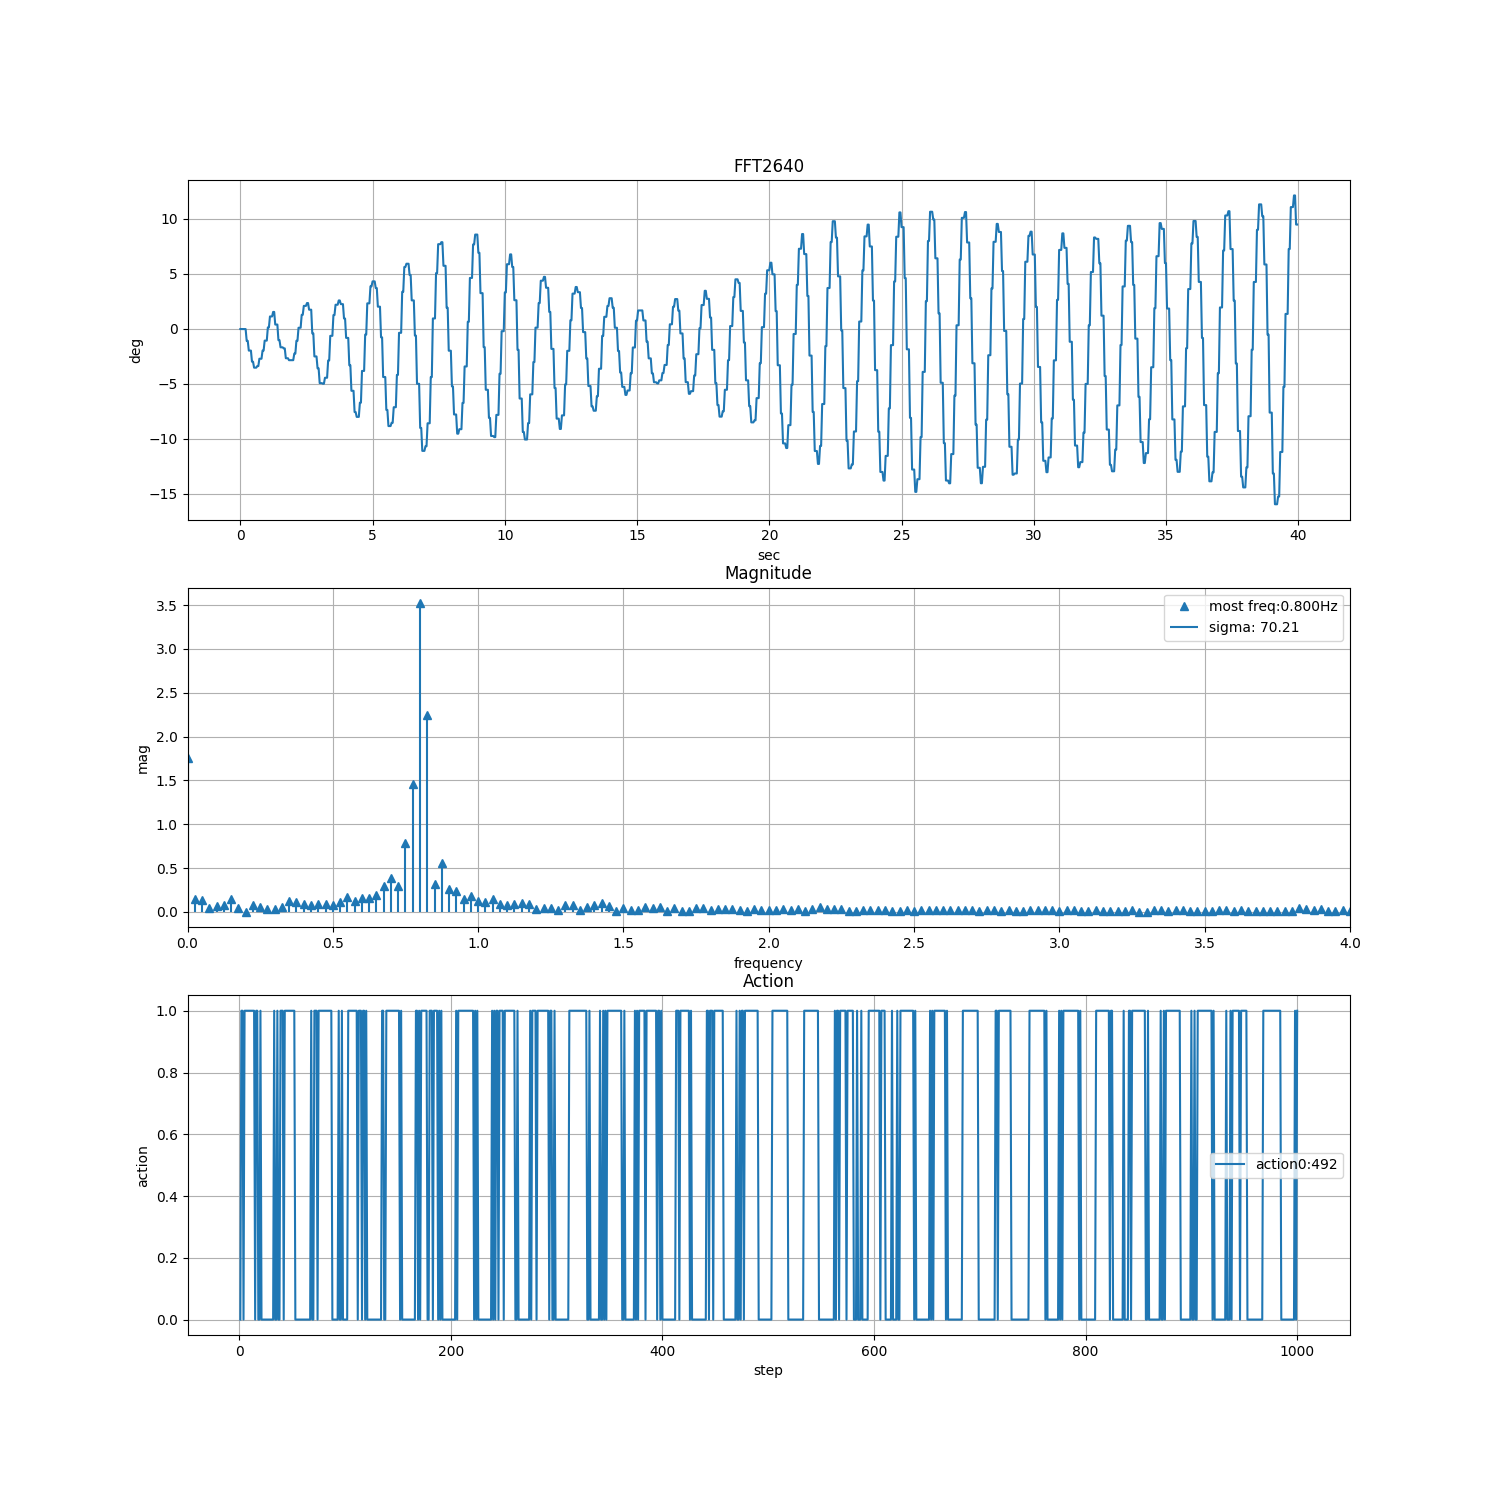 FFT2640
10
5
0
−5
−10
−15
deg
0 5 10 15 20 25 30 35 40
sec
Magnitude
3.5
3.0
2.5
2.0
1.5
1.0
0.5
0.0
mag
most freq:0.800Hz
sigma: 70.21
0.0 0.5 1.0 1.5 2.0 2.5 3.0 3.5 4.0
frequency
Action
1.0
0.8
0.6
0.4
0.2
0.0
action
action0:492
0 200 400 600 800 1000
step